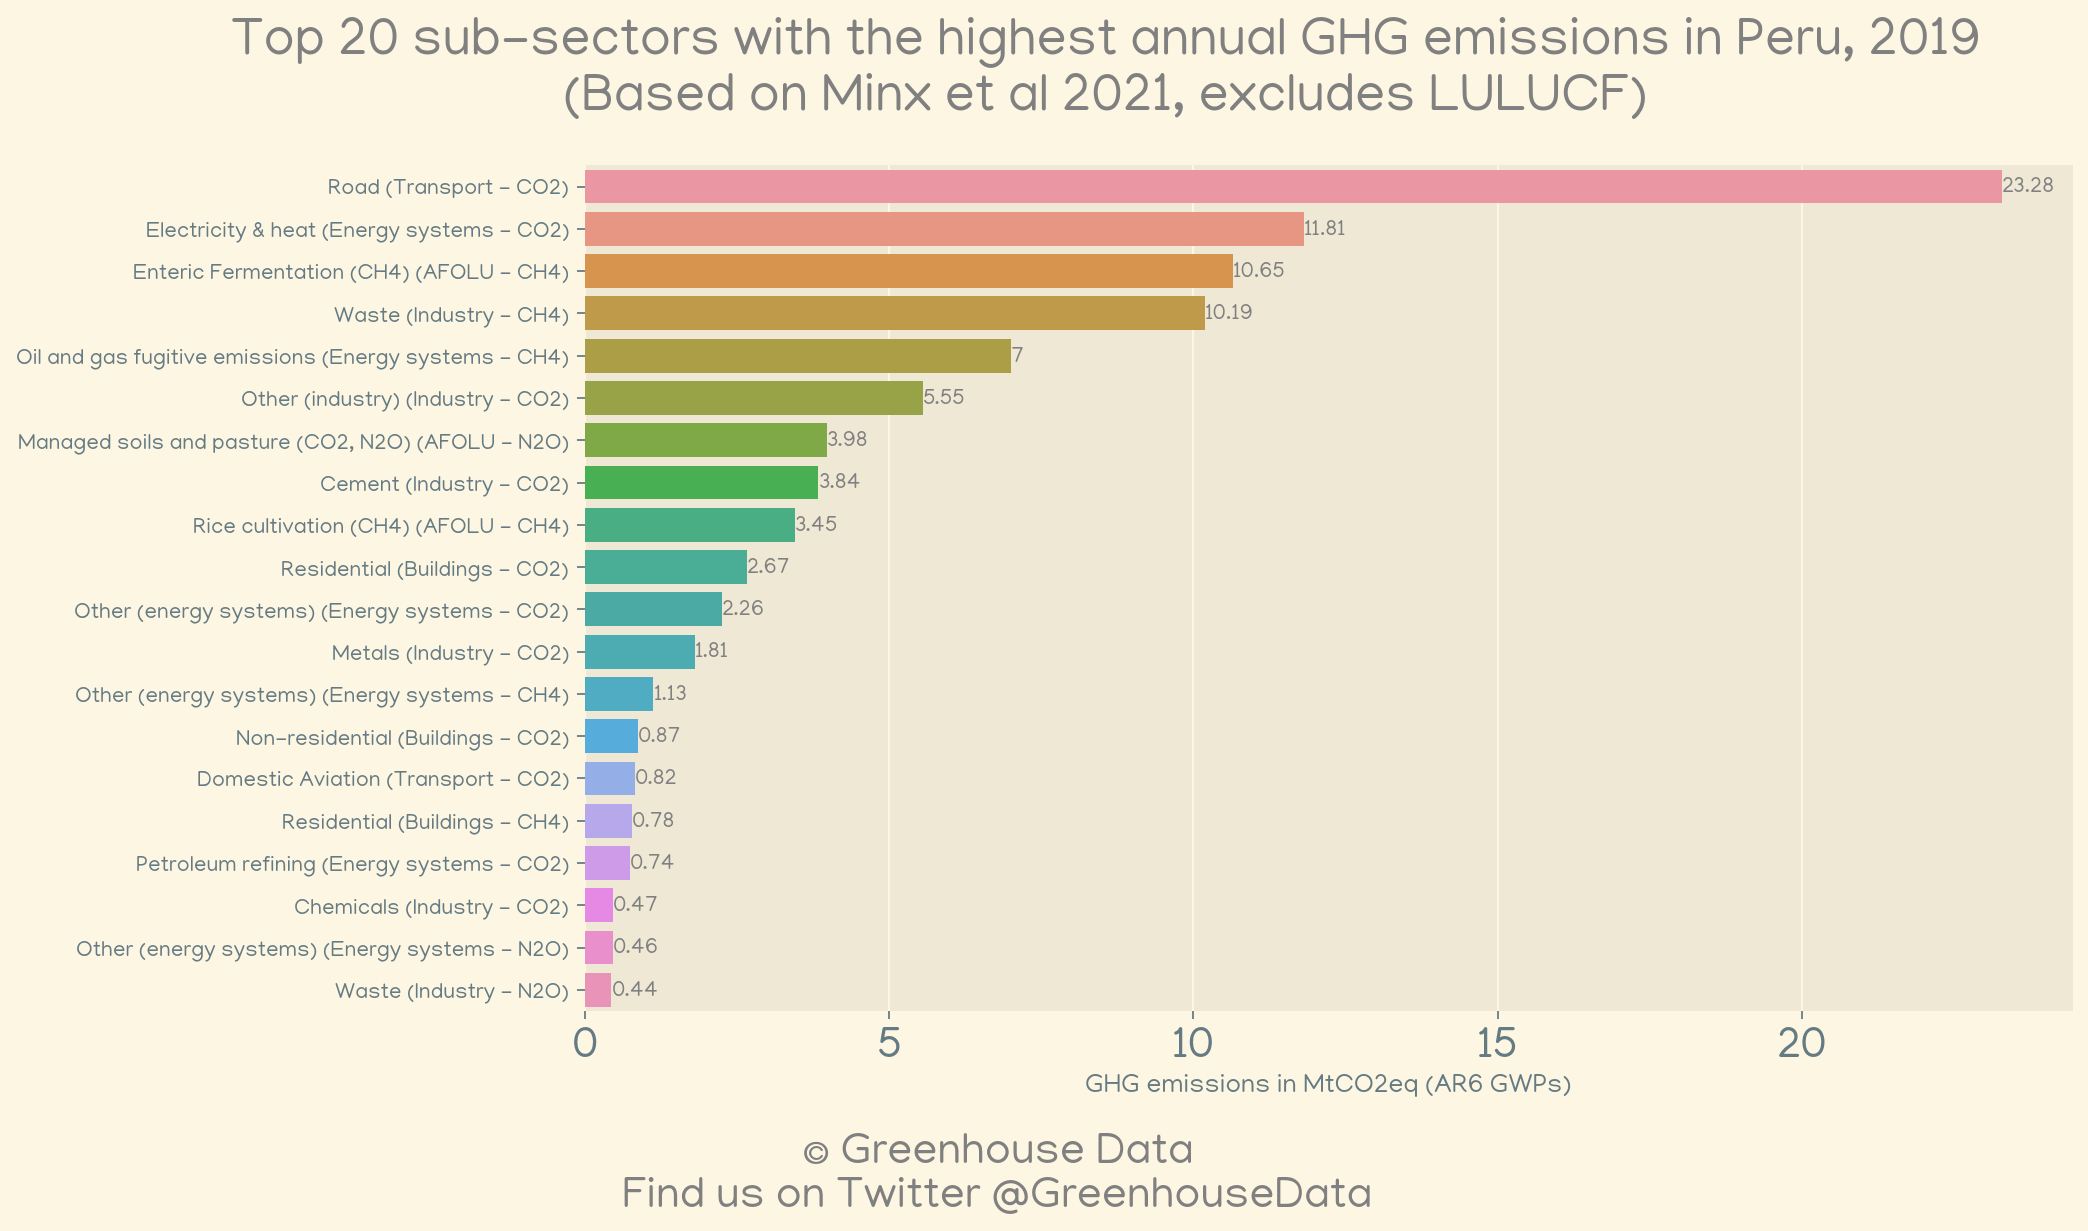 Top 20 sub-sectors with the highest annual GHG emissions in Peru, 2019
(Based on Minx et al 2021, excludes LULUCF)
Road (Transport - CO2) 23.28
Electricity & heat (Energy systems - CO2) 11.81
Enteric Fermentation (CH4) (AFOLU - CH4) 10.65
Waste (Industry - CH4) 10.19
Oil and gas fugitive emissions (Energy systems - CH4) 7
Other (industry) (Industry - CO2) 5.55
Managed soils and pasture (CO2, N2O) (AFOLU - N2O) 3.98
Cement (Industry - CO2) 3.84
Rice cultivation (CH4) (AFOLU - CH4) 3.45
Residential (Buildings - CO2) 2.67
Other (energy systems) (Energy systems - CO2) 2.26
Metals (Industry - CO2) 1.81
Other (energy systems) (Energy systems - CH4) 1.13
Non-residential (Buildings - CO2) 0.87
Domestic Aviation (Transport - CO2) 0.82
Residential (Buildings - CH4) 0.78
Petroleum refining (Energy systems - CO2) 0.74
Chemicals (Industry - CO2) 0.47
Other (energy systems) (Energy systems - N2O) 0.46
Waste (Industry - N2O) 0.44
0 5 10 15 20
GHG emissions in MtCO2eq (AR6 GWPs)
© Greenhouse Data
Find us on Twitter @GreenhouseData